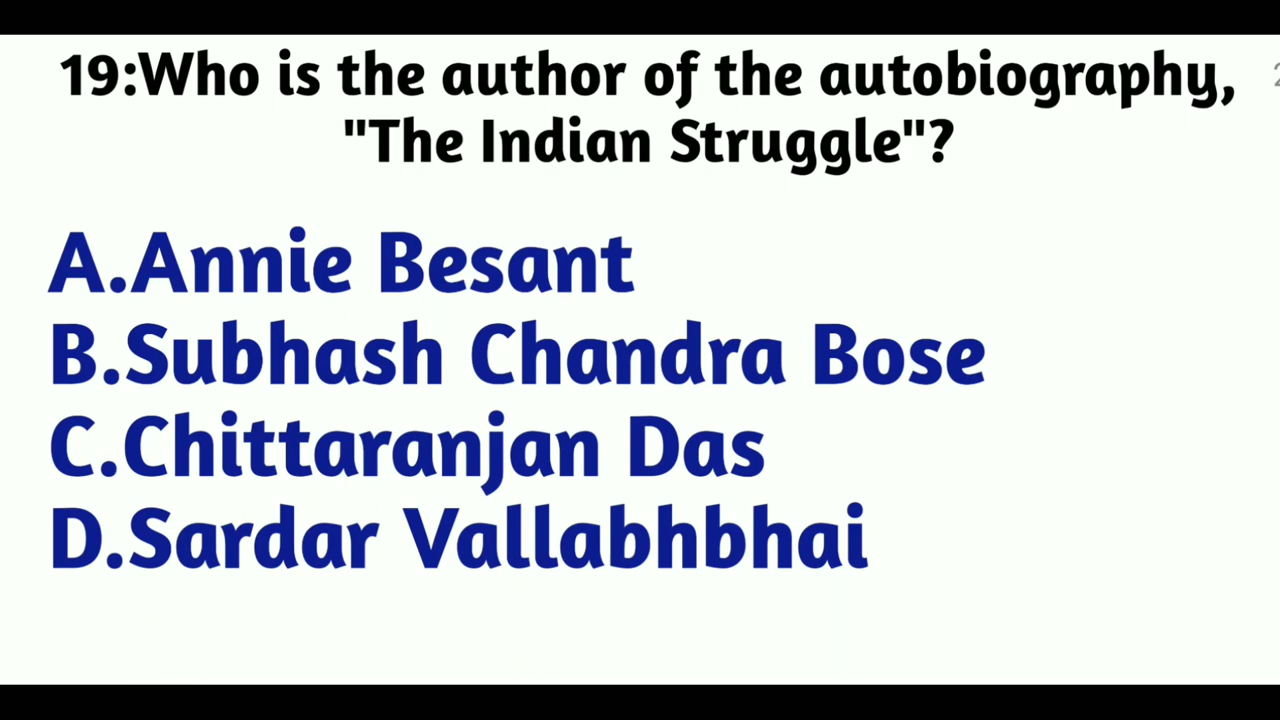 19:Who is the author of the autobiography,
"The Indian Struggle"?
A.Annie Besant
B.Subhash Chandra Bose
C.Chittaranjan Das
D.Sardar Vallabhbhai